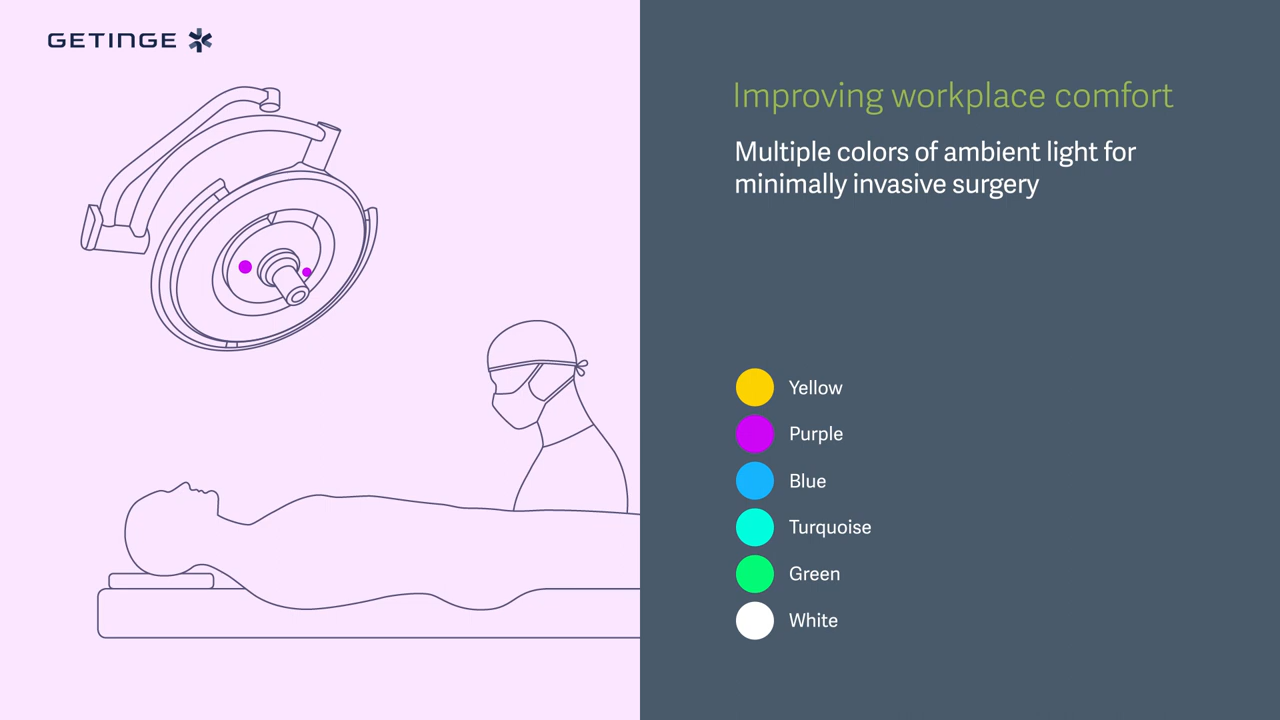 GETINGE
Improving workplace comfort
Multiple colors of ambient light for
minimally invasive surgery
Yellow
Purple
Blue
Turquoise
Green
White